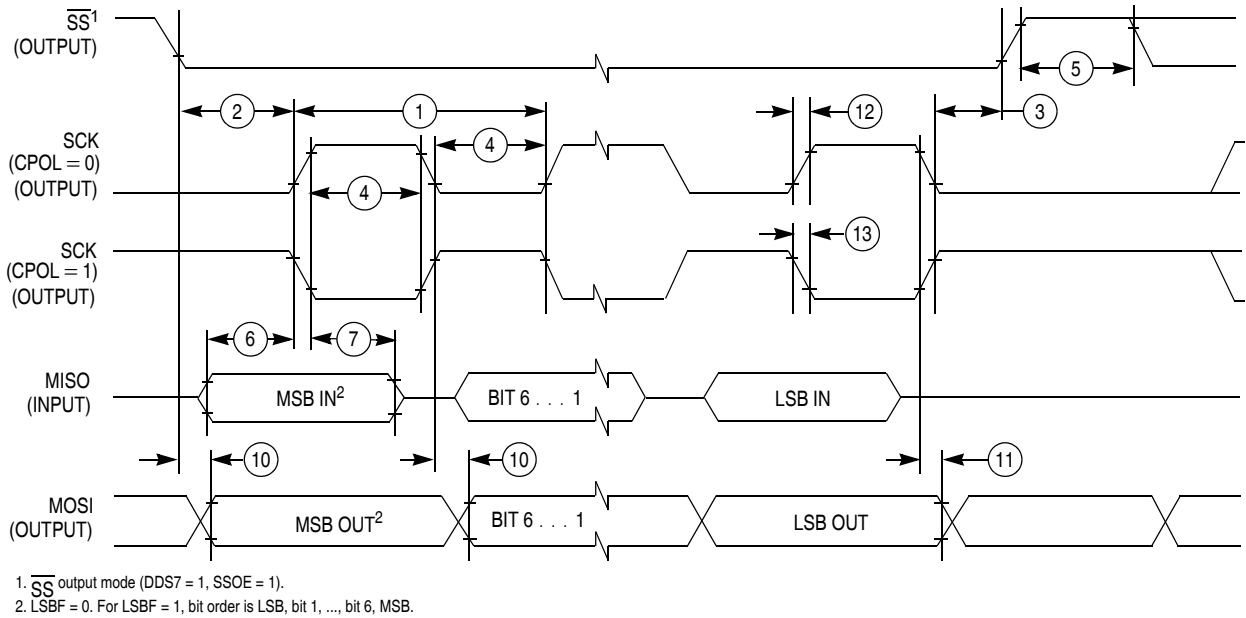 SS¹
(OUTPUT)
5
2
1
12
3
SCK
(CPOL = 0)
(OUTPUT)
4
4
SCK
(CPOL = 1)
(OUTPUT)
13
6
7
MISO
(INPUT)
MSB IN²
BIT 6 . . . 1
LSB IN
10
10
11
MOSI
(OUTPUT)
MSB OUT²
BIT 6 . . . 1
LSB OUT
1. SS output mode (DDS7 = 1, SSOE = 1).
2. LSBF = 0. For LSBF = 1, bit order is LSB, bit 1, ..., bit 6, MSB.